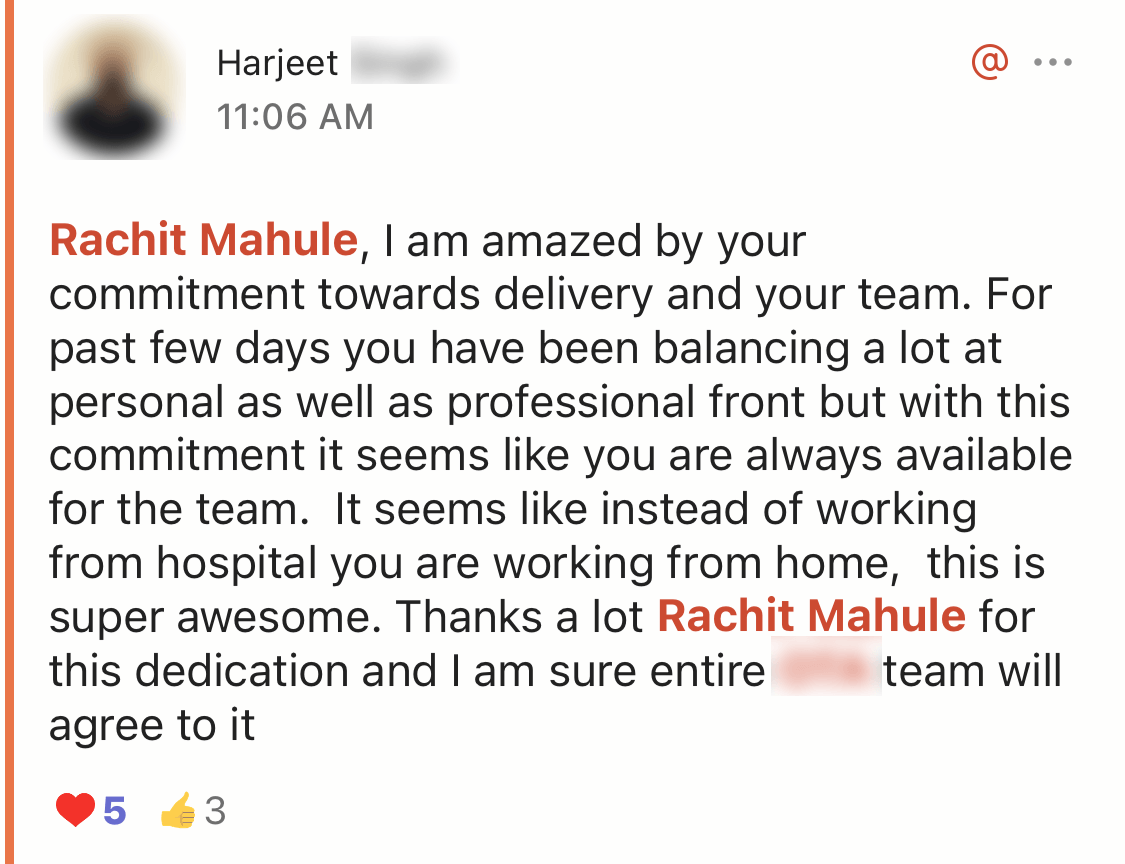 Harjeet
11:06 AM
@ ...
Rachit Mahule, I am amazed by your
commitment towards delivery and your team. For
past few days you have been balancing a lot at
personal as well as professional front but with this
commitment it seems like you are always available
for the team.  It seems like instead of working
from hospital you are working from home,  this is
super awesome. Thanks a lot Rachit Mahule for
this dedication and I am sure entire team will
agree to it
❤️ 5 👍 3